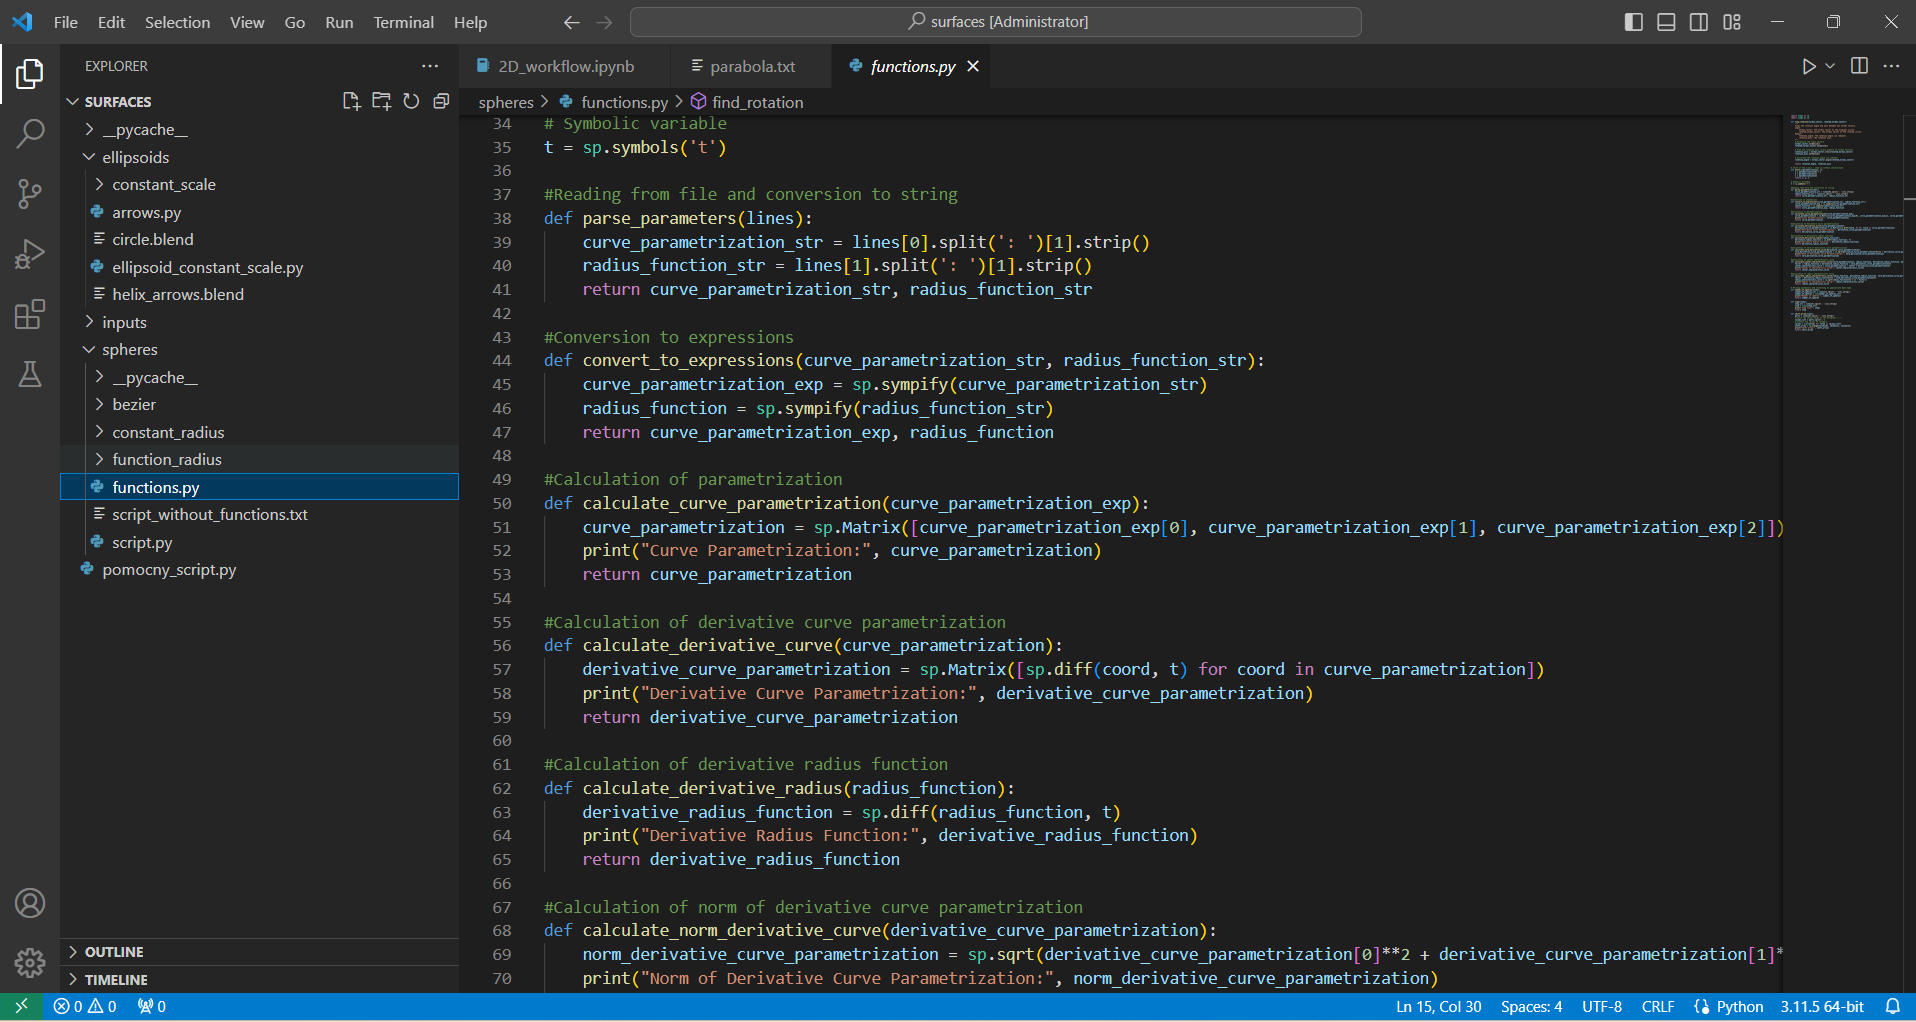 File Edit Selection View Go Run Terminal Help
surfaces [Administrator]
EXPLORER
SURFACES
__pycache__
ellipsoids
constant_scale
arrows.py
circle.blend
ellipsoid_constant_scale.py
helix_arrows.blend
inputs
spheres
__pycache__
bezier
constant_radius
function_radius
functions.py
script_without_functions.txt
script.py
pomocny_script.py
OUTLINE
TIMELINE
2D_workflow.ipynb parabola.txt functions.py
spheres > functions.py > find_rotation
34 # Symbolic variable
35 t = sp.symbols('t')
36
37 #Reading from file and conversion to string
38 def parse_parameters(lines):
39 curve_parametrization_str = lines[0].split(': ')[1].strip()
40 radius_function_str = lines[1].split(': ')[1].strip()
41 return curve_parametrization_str, radius_function_str
42
43 #Conversion to expressions
44 def convert_to_expressions(curve_parametrization_str, radius_function_str):
45 curve_parametrization_exp = sp.sympify(curve_parametrization_str)
46 radius_function = sp.sympify(radius_function_str)
47 return curve_parametrization_exp, radius_function
48
49 #Calculation of parametrization
50 def calculate_curve_parametrization(curve_parametrization_exp):
51 curve_parametrization = sp.Matrix([curve_parametrization_exp[0], curve_parametrization_exp[1], curve_parametrization_exp[2]])
52 print("Curve Parametrization:", curve_parametrization)
53 return curve_parametrization
54
55 #Calculation of derivative curve parametrization
56 def calculate_derivative_curve(curve_parametrization):
57 derivative_curve_parametrization = sp.Matrix([sp.diff(coord, t) for coord in curve_parametrization])
58 print("Derivative Curve Parametrization:", derivative_curve_parametrization)
59 return derivative_curve_parametrization
60
61 #Calculation of derivative radius function
62 def calculate_derivative_radius(radius_function):
63 derivative_radius_function = sp.diff(radius_function, t)
64 print("Derivative Radius Function:", derivative_radius_function)
65 return derivative_radius_function
66
67 #Calculation of norm of derivative curve parametrization
68 def calculate_norm_derivative_curve(derivative_curve_parametrization):
69 norm_derivative_curve_parametrization = sp.sqrt(derivative_curve_parametrization[0]**2 + derivative_curve_parametrization[1]*
70 print("Norm of Derivative Curve Parametrization:", norm_derivative_curve_parametrization)
0 0 0 Ln 15, Col 30 Spaces: 4 UTF-8 CRLF Python 3.11.5 64-bit